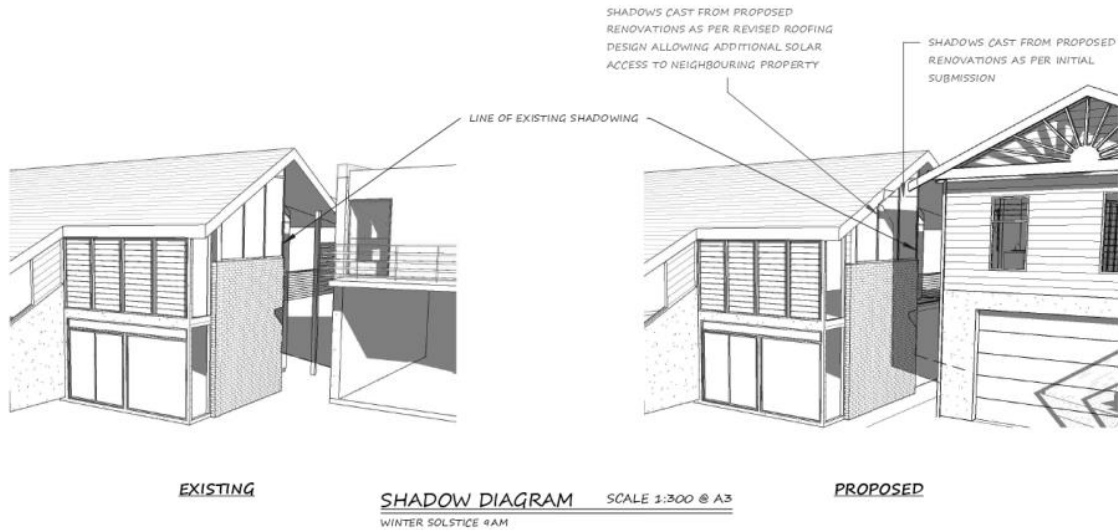 SHADOWS CAST FROM PROPOSED
RENOVATIONS AS PER REVISED ROOFING
DESIGN ALLOWING ADDITIONAL SOLAR
ACCESS TO NEIGHBOURING PROPERTY
SHADOWS CAST FROM PROPOSED
RENOVATIONS AS PER INITIAL
SUBMISSION
LINE OF EXISTING SHADOWING
EXISTING
SHADOW DIAGRAM SCALE 1:300 @ A3
WINTER SOLSTICE 9AM
PROPOSED